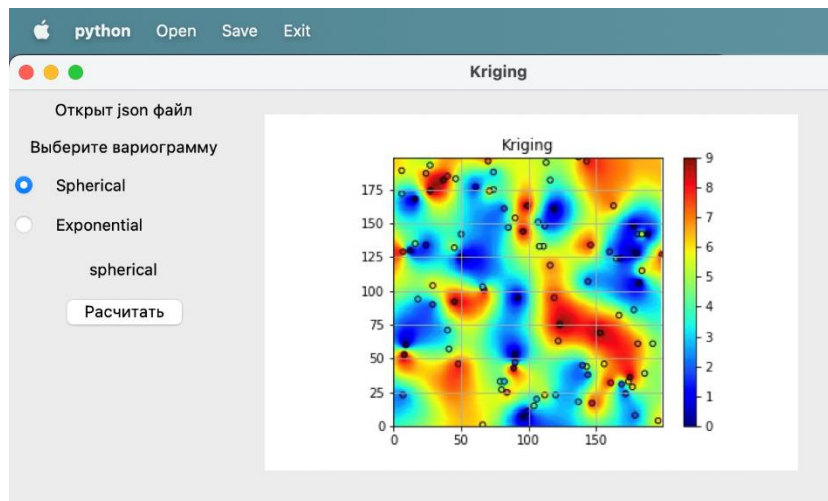 python Open Save Exit
Kriging
Открыт json файл
Выберите вариограмму
Spherical
Exponential
spherical
Расчитать
Kriging
175
150
125
100
75
50
25
0
0 50 100 150
9
8
7
6
5
4
3
2
1
0